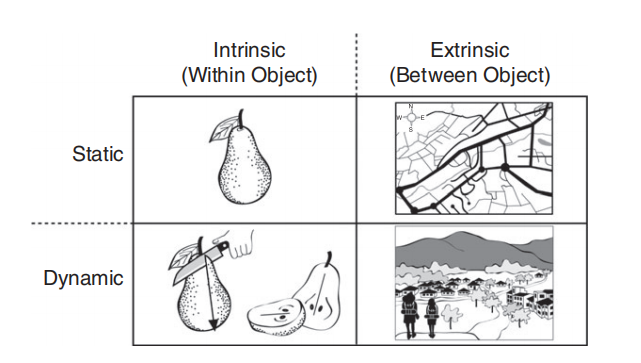 Intrinsic
(Within Object)
Extrinsic
(Between Object)
Static
N
W E
S
Dynamic